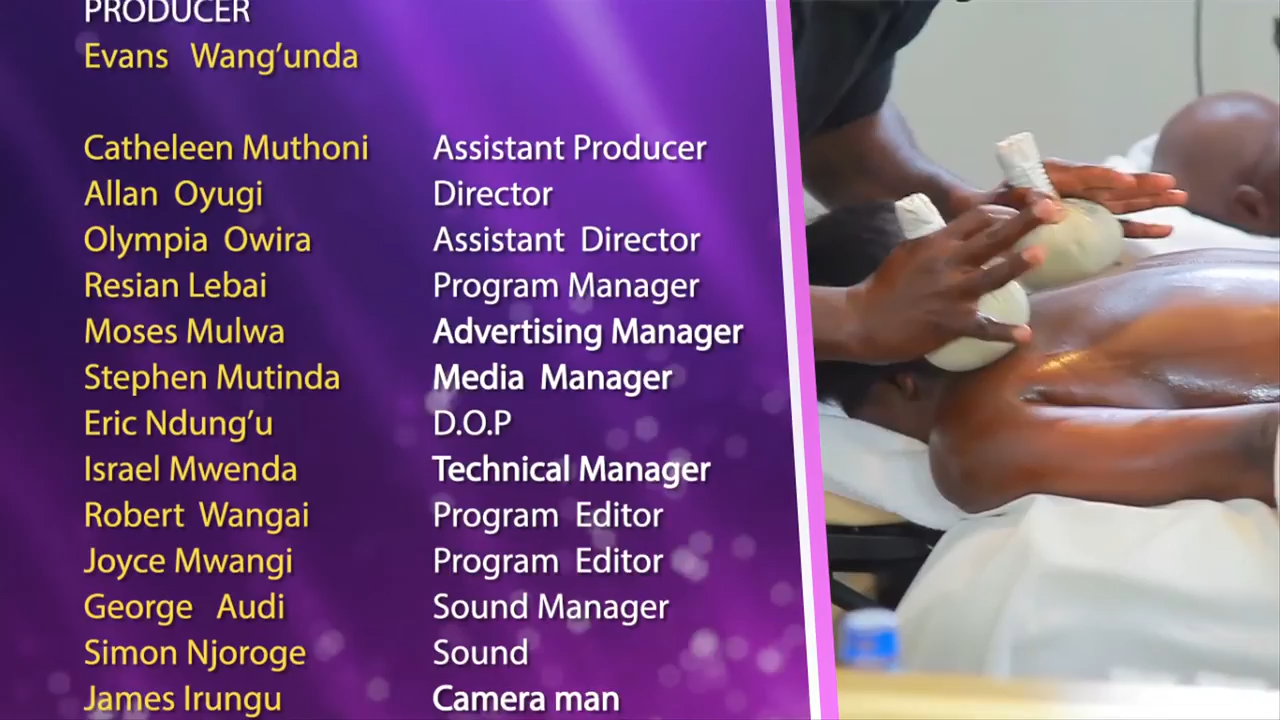 PRODUCER
Evans Wang'unda
Catheleen Muthoni Assistant Producer
Allan Oyugi Director
Olympia Owira Assistant Director
Resian Lebai Program Manager
Moses Mulwa Advertising Manager
Stephen Mutinda Media Manager
Eric Ndung'u D.O.P
Israel Mwenda Technical Manager
Robert Wangai Program Editor
Joyce Mwangi Program Editor
George Audi Sound Manager
Simon Njoroge Sound
James Irungu Camera man